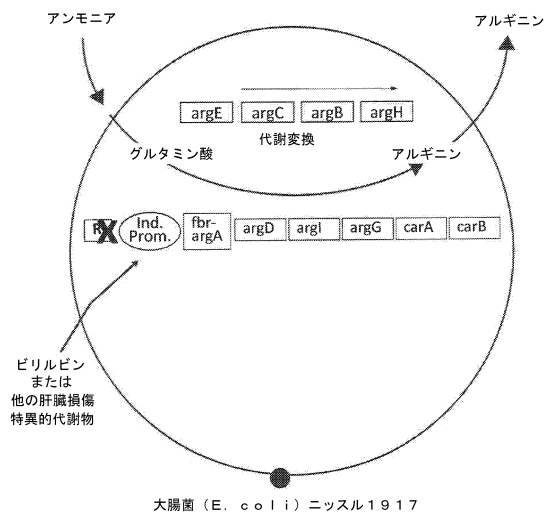 アンモニア
アルギニン
argE argC argB argH
代謝変換
グルタミン酸
アルギニン
R X Ind. Prom. fbr-argA argD argI argG carA carB
ビリルビン
または
他の肝臓損傷
特異的代謝物
大腸菌（E. coli）ニッスル1917